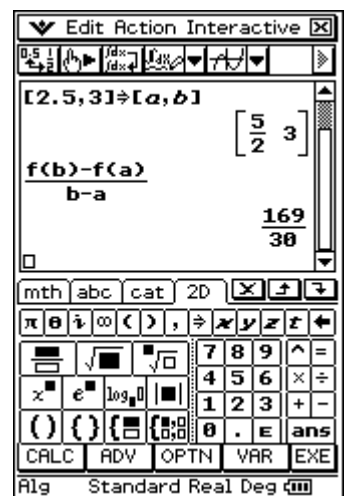 Edit Action Interactive
[2.5,3]⇒[a,b]
[5/2 3]
f(b)-f(a)
b-a
169
30
mth abc cat 2D
π θ i ∞ ( ) , ⇒ x y z t
√ 7 8 9 ^ =
x e log 4 5 6 × ÷
1 2 3 + -
( ) { } 0 . E ans
CALC ADV OPTN VAR EXE
Alg Standard Real Deg